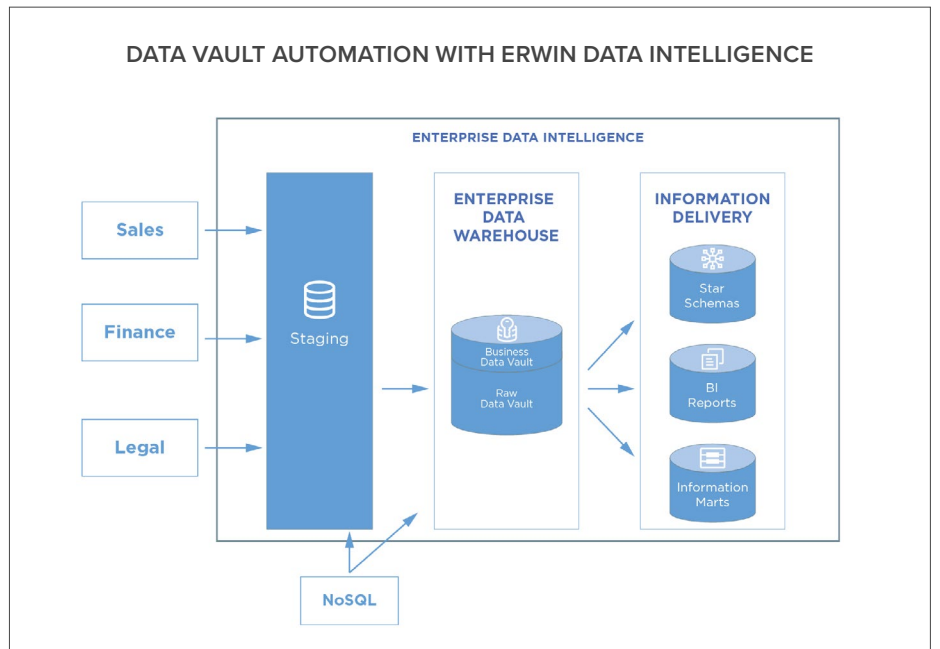 DATA VAULT AUTOMATION WITH ERWIN DATA INTELLIGENCE
ENTERPRISE DATA INTELLIGENCE
Sales
Finance
Legal
Staging
ENTERPRISE
DATA
WAREHOUSE
Business
Data Vault
Raw
Data Vault
INFORMATION
DELIVERY
Star
Schemas
BI
Reports
Information
Marts
NoSQL